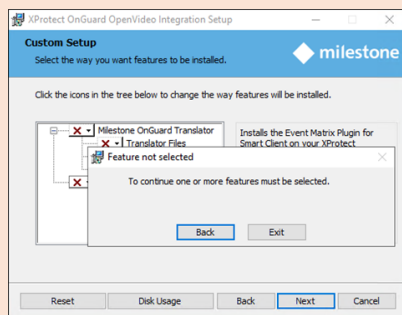 XProtect OnGuard OpenVideo Integration Setup
Custom Setup
Select the way you want features to be installed.
milestone
Click the icons in the tree below to change the way features will be installed.
Milestone OnGuard Translator
Translator Files
Installs the Event Matrix Plugin for
Smart Client on your XProtect
Feature not selected
To continue one or more features must be selected.
Back
Exit
Reset
Disk Usage
Back
Next
Cancel